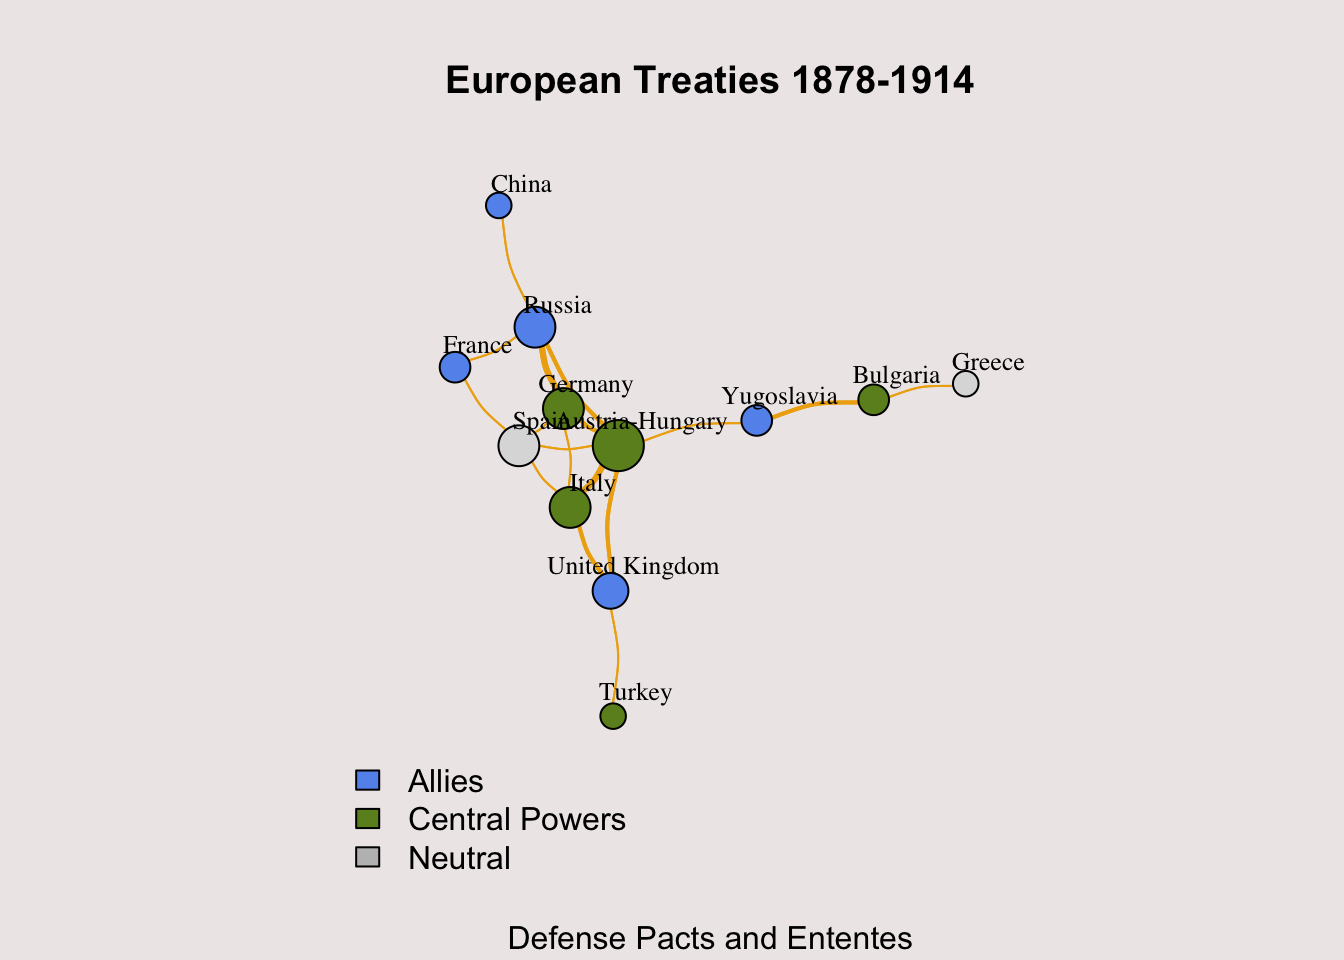 European Treaties 1878-1914
China
Russia
France
Greece
Bulgaria
Germany
Yugoslavia
Spain
Austria-Hungary
Italy
United Kingdom
Turkey
Allies
Central Powers
Neutral
Defense Pacts and Ententes